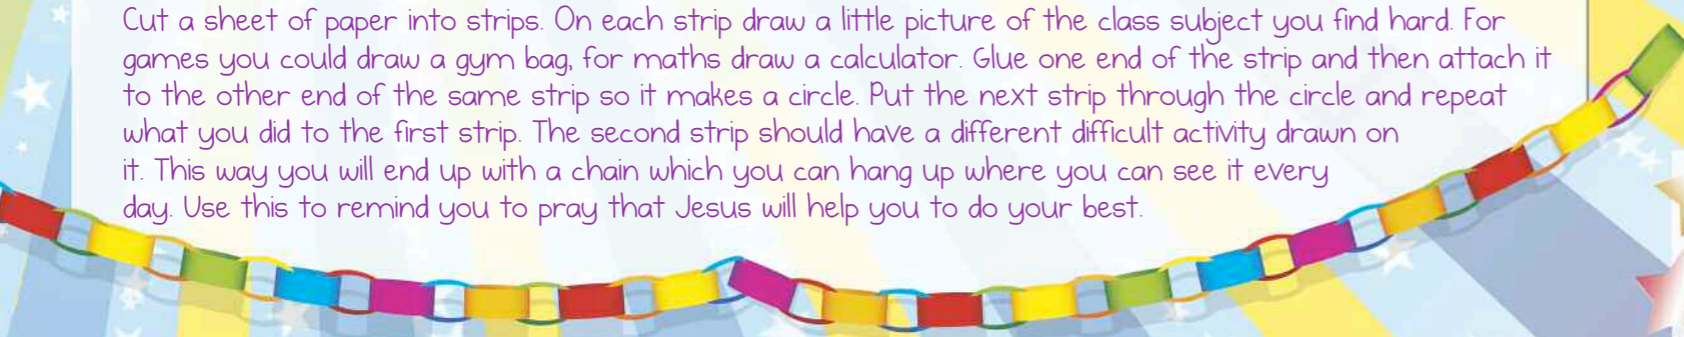 Cut a sheet of paper into strips. On each strip draw a little picture of the class subject you find hard. For
games you could draw a gym bag, for maths draw a calculator. Glue one end of the strip and then attach it
to the other end of the same strip so it makes a circle. Put the next strip through the circle and repeat
what you did to the first strip. The second strip should have a different difficult activity drawn on
it. This way you will end up with a chain which you can hang up where you can see it every
day. Use this to remind you to pray that Jesus will help you to do your best.